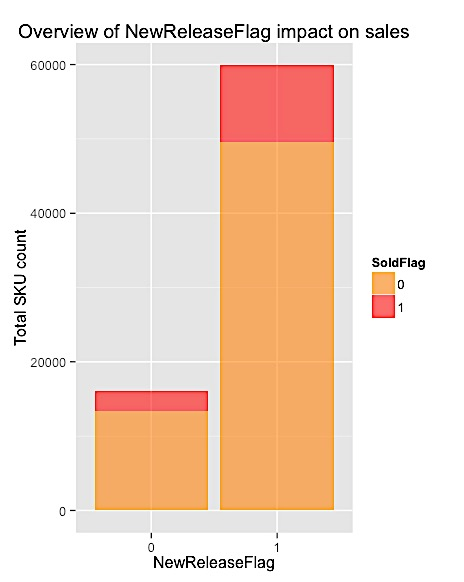 Overview of NewReleaseFlag impact on sales
60000
40000
20000
0
Total SKU count
0
1
NewReleaseFlag
SoldFlag
0
1